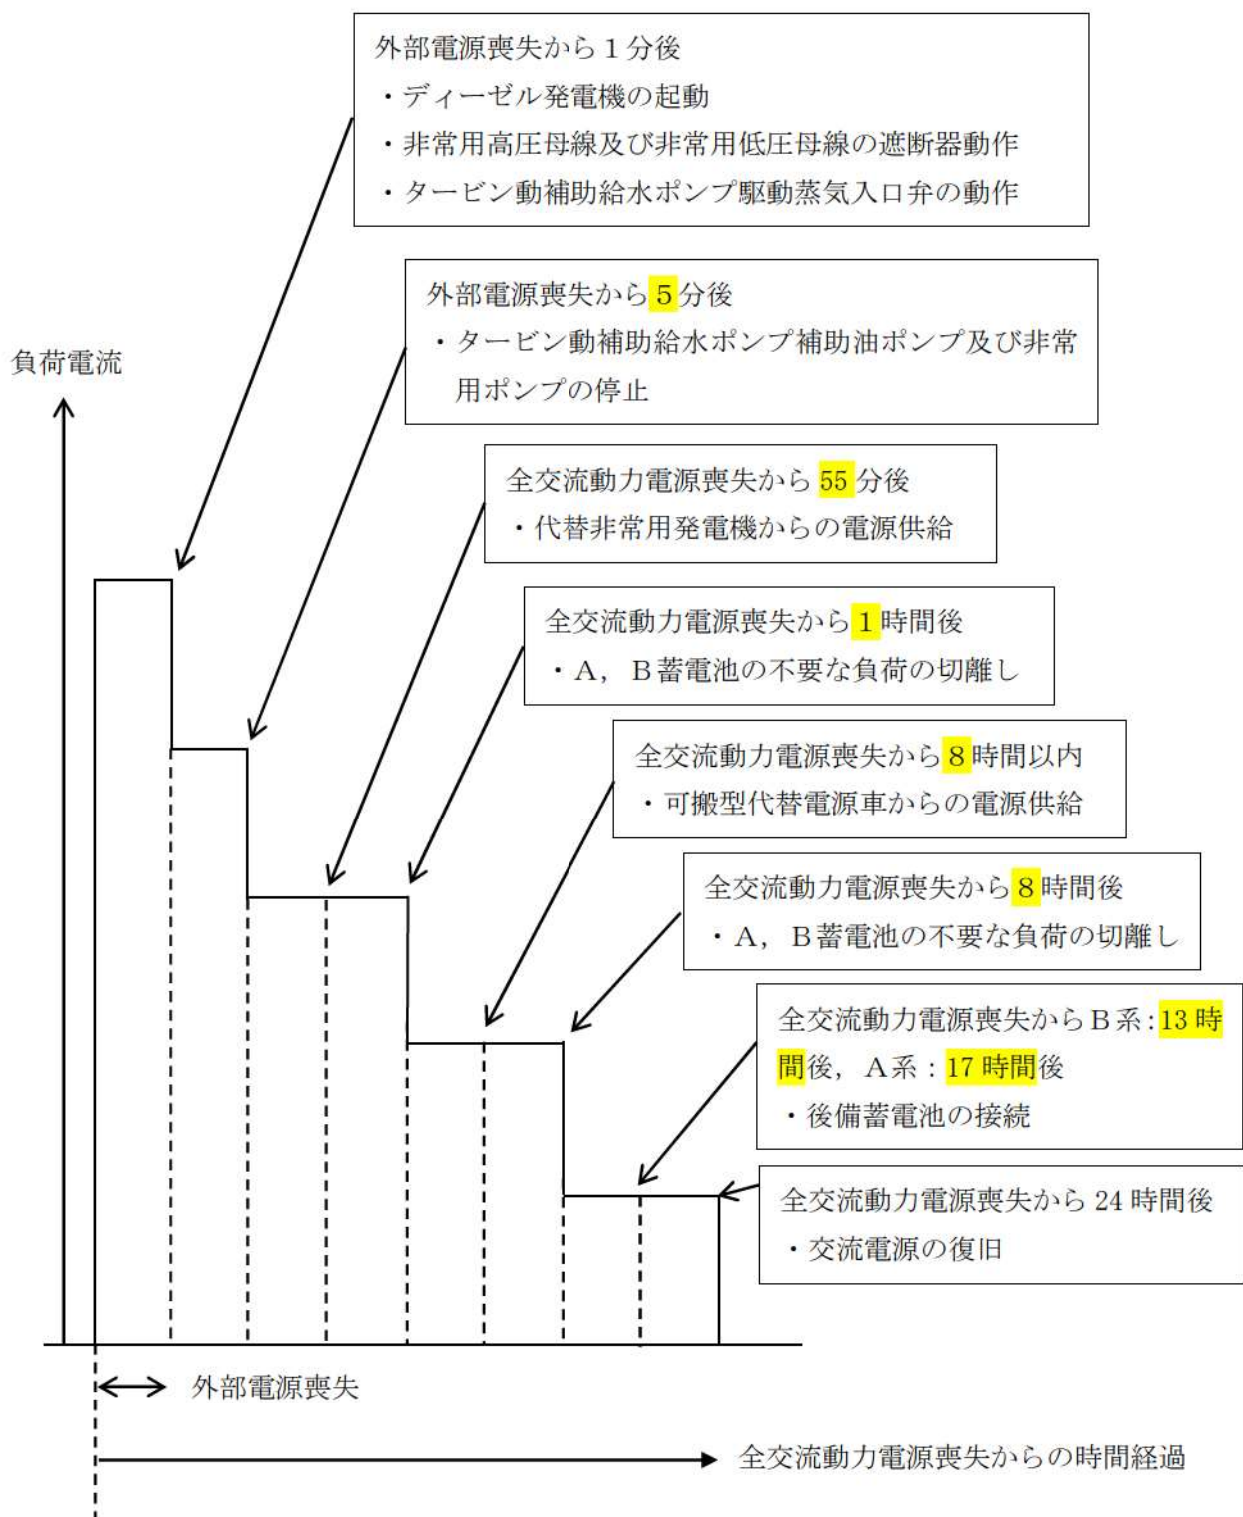 外部電源喪失から１分後
・ディーゼル発電機の起動
・非常用高圧母線及び非常用低圧母線の遮断器動作
・タービン動補助給水ポンプ駆動蒸気入口弁の動作
外部電源喪失から５分後
・タービン動補助給水ポンプ補助油ポンプ及び非常
用ポンプの停止
負荷電流
全交流動力電源喪失から 55 分後
・代替非常用発電機からの電源供給
全交流動力電源喪失から１時間後
・Ａ，Ｂ蓄電池の不要な負荷の切離し
全交流動力電源喪失から８時間以内
・可搬型代替電源車からの電源供給
全交流動力電源喪失から８時間後
・Ａ，Ｂ蓄電池の不要な負荷の切離し
全交流動力電源喪失からＢ系：13 時
間後，Ａ系：17 時間後
・後備蓄電池の接続
全交流動力電源喪失から 24 時間後
・交流電源の復旧
外部電源喪失
全交流動力電源喪失からの時間経過